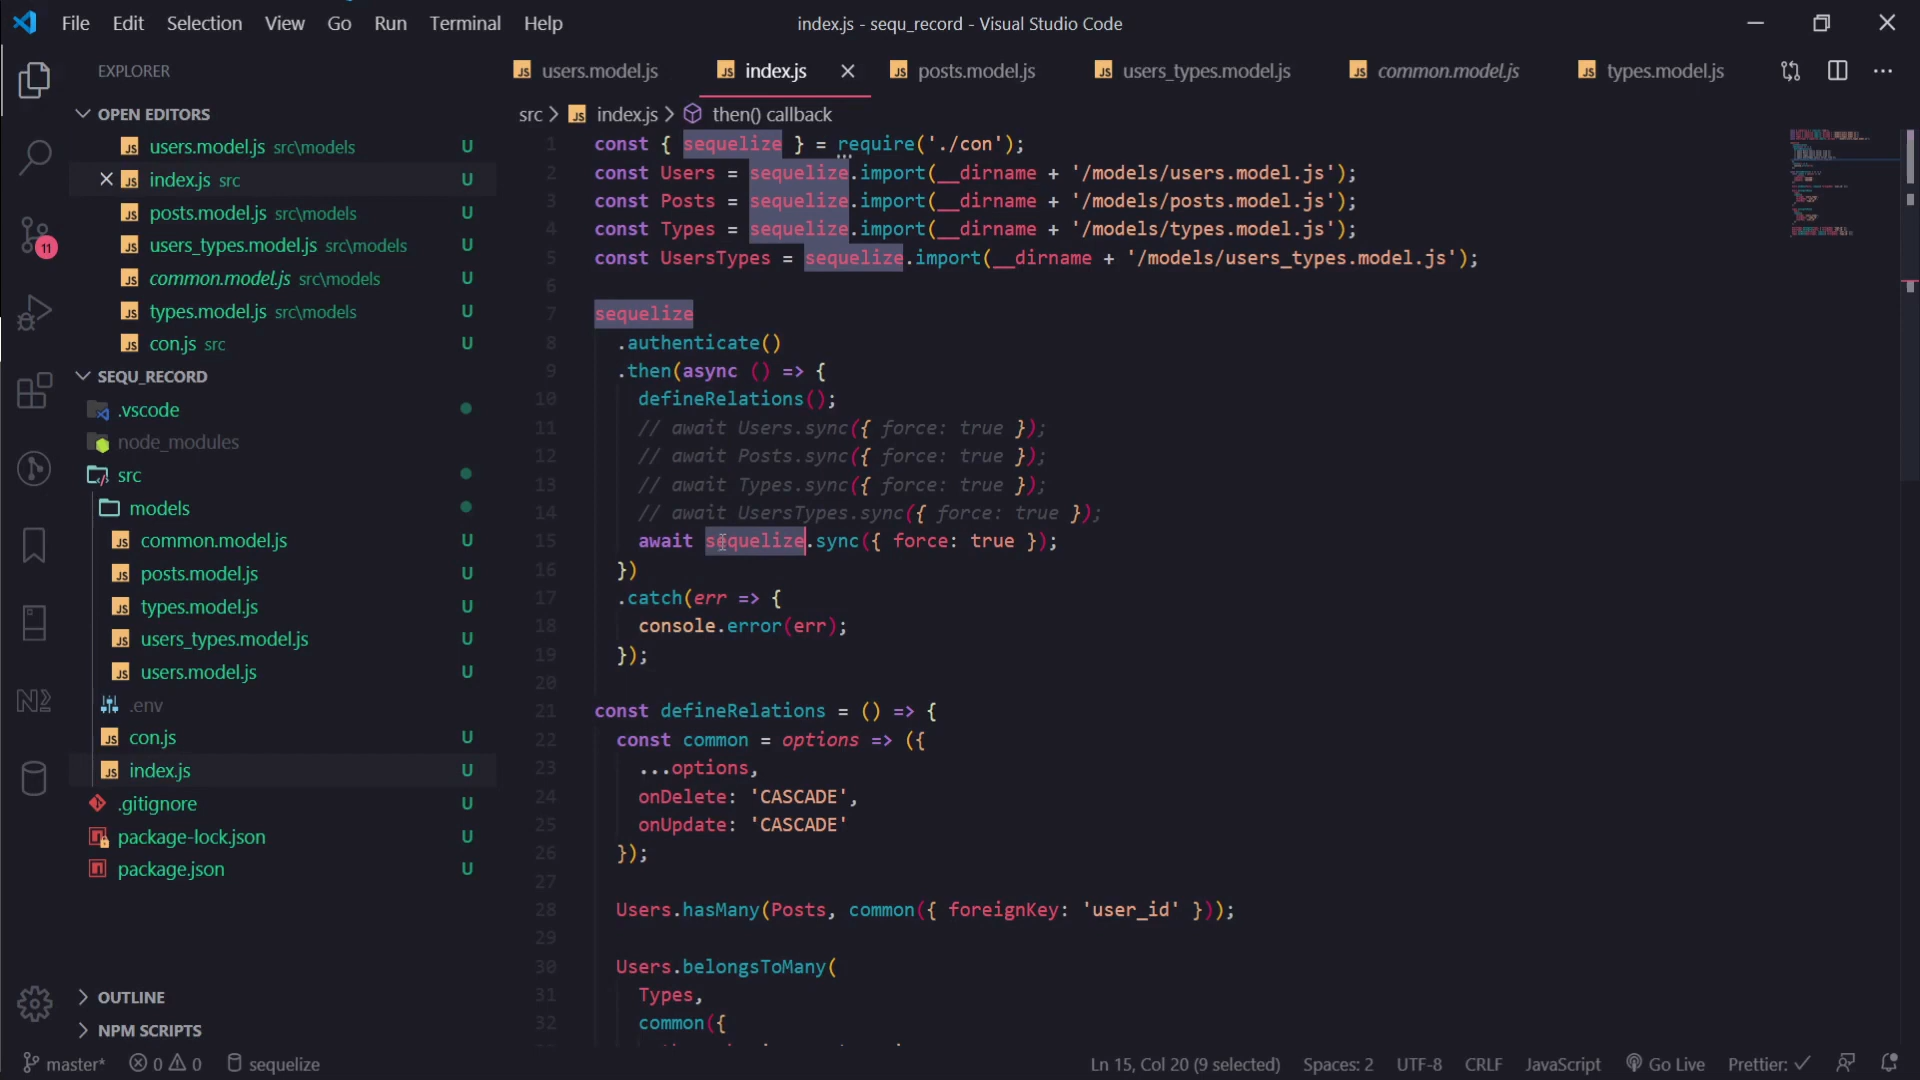 File Edit Selection View Go Run Terminal Help
index.js - sequ_record - Visual Studio Code
EXPLORER
OPEN EDITORS
users.model.js src\models U
index.js src U
posts.model.js src\models U
users_types.model.js src\models U
common.model.js src\models U
types.model.js src\models U
con.js src U
SEQU_RECORD
.vscode
node_modules
src
models
common.model.js U
posts.model.js U
types.model.js U
users_types.model.js U
users.model.js U
.env
con.js U
index.js U
.gitignore U
package-lock.json U
package.json U
OUTLINE
NPM SCRIPTS
11
JS users.model.js JS index.js JS posts.model.js JS users_types.model.js JS common.model.js JS types.model.js
src > JS index.js > then() callback
1 const { sequelize } = require('./con');
2 const Users = sequelize.import(__dirname + '/models/users.model.js');
3 const Posts = sequelize.import(__dirname + '/models/posts.model.js');
4 const Types = sequelize.import(__dirname + '/models/types.model.js');
5 const UsersTypes = sequelize.import(__dirname + '/models/users_types.model.js');
6
7 sequelize
8 .authenticate()
9 .then(async () => {
10 defineRelations();
11 // await Users.sync({ force: true });
12 // await Posts.sync({ force: true });
13 // await Types.sync({ force: true });
14 // await UsersTypes.sync({ force: true });
15 await sequelize.sync({ force: true });
16 })
17 .catch(err => {
18 console.error(err);
19 });
20
21 const defineRelations = () => {
22 const common = options => ({
23 ...options,
24 onDelete: 'CASCADE',
25 onUpdate: 'CASCADE'
26 });
27
28 Users.hasMany(Posts, common({ foreignKey: 'user_id' }));
29
30 Users.belongsToMany(
31 Types,
32 common({
master* 0 0 sequelize
Ln 15, Col 20 (9 selected) Spaces: 2 UTF-8 CRLF JavaScript Go Live Prettier: ✓